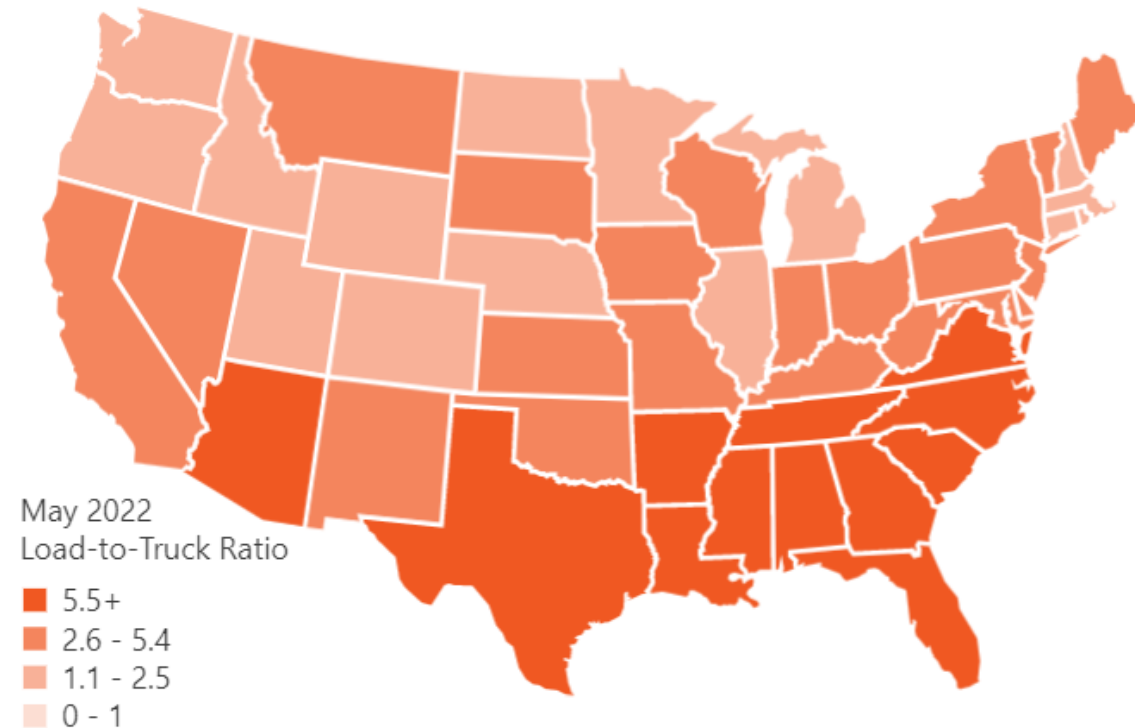 May 2022
Load-to-Truck Ratio
5.5+
2.6 - 5.4
1.1 - 2.5
0 - 1